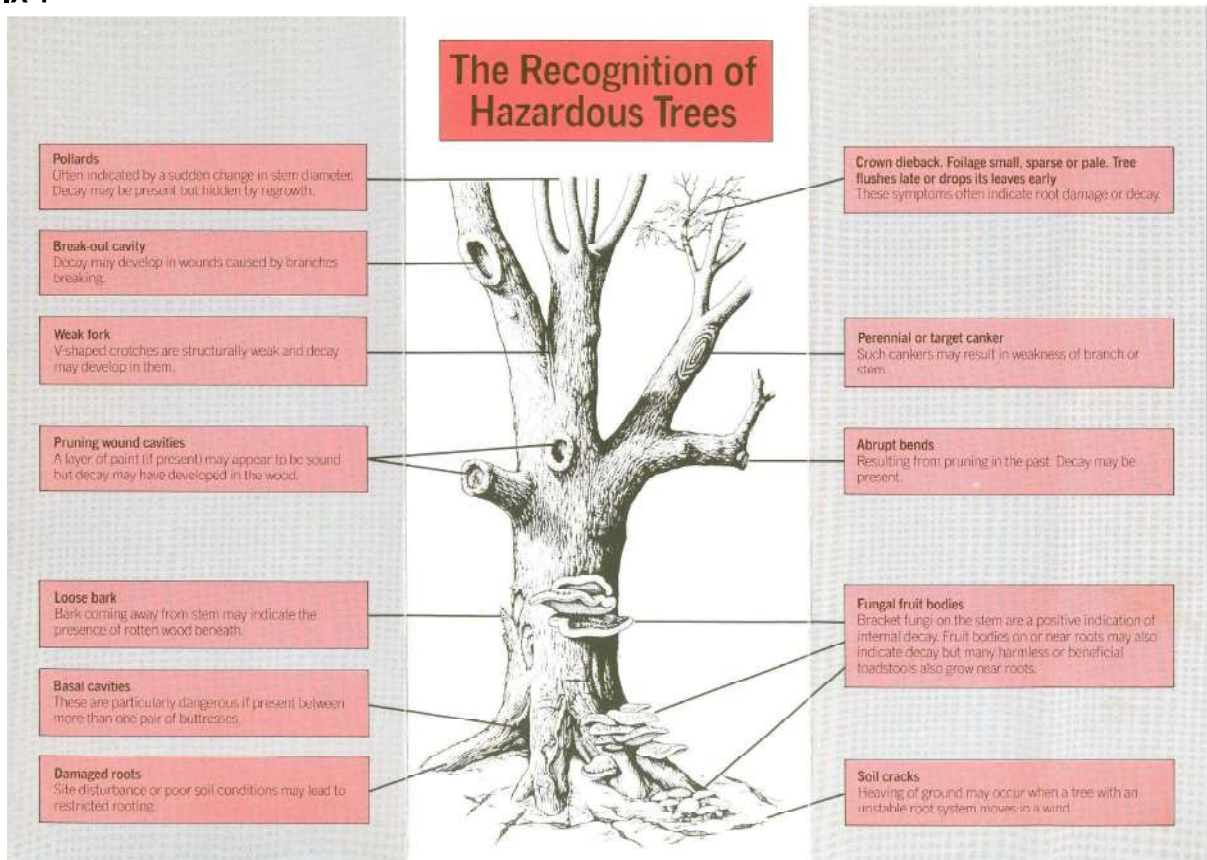 The Recognition of
Hazardous Trees
Pollards
Often indicated by a sudden change in stem diameter.
Decay may be present but hidden by regrowth.
Break-out cavity
Decay may develop in wounds caused by branches
breaking.
Weak fork
V-shaped crotches are structurally weak and decay
may develop in them.
Pruning wound cavities
A layer of paint (if present) may appear to be sound
but decay may have developed in the wood.
Loose bark
Bark coming away from stem may indicate the
presence of rotten wood beneath.
Basal cavities
These are particularly dangerous if present between
more than one pair of buttresses.
Damaged roots
Site disturbance or poor soil conditions may lead to
restricted rooting.
Crown dieback. Foilage small, sparse or pale. Tree
flushes late or drops its leaves early
These symptoms often indicate root damage or decay.
Perennial or target canker
Such cankers may result in weakness of branch or
stem.
Abrupt bends
Resulting from pruning in the past. Decay may be
present.
Fungal fruit bodies
Bracket fungi on the stem are a positive indication of
internal decay. Fruit bodies on or near roots may also
indicate decay but many harmless or beneficial
toadstools also grow near roots.
Soil cracks
Heaving of ground may occur when a tree with an
unstable root system moves in a wind.